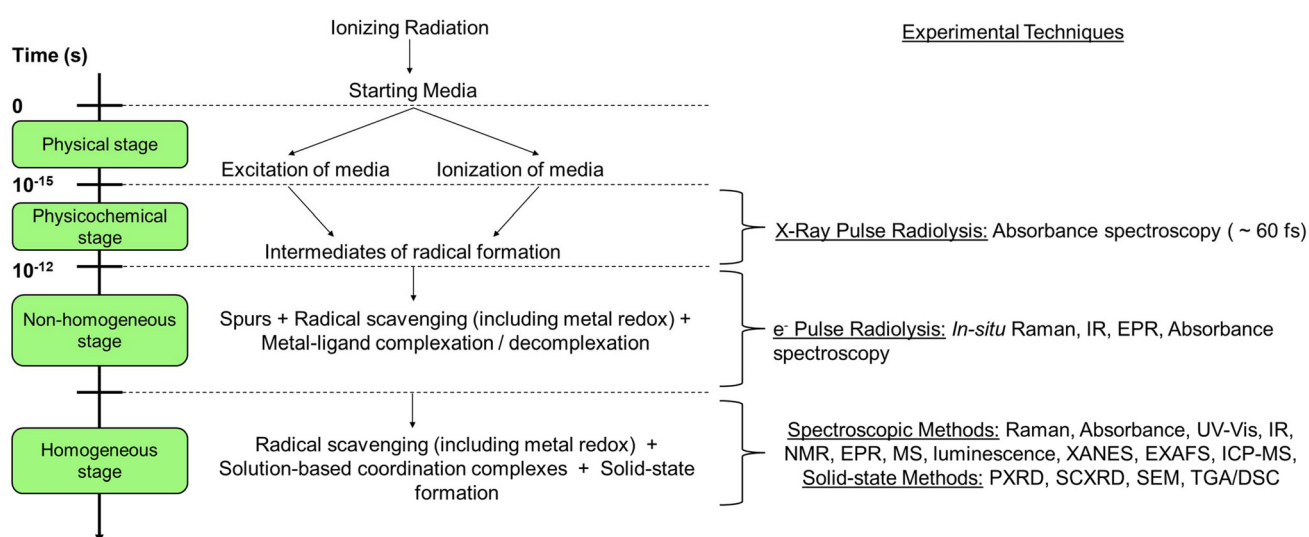 Ionizing Radiation
Experimental Techniques
Time (s)
Starting Media
0
Physical stage
Excitation of media
Ionization of media
10⁻¹⁵
Physicochemical
stage
X-Ray Pulse Radiolysis: Absorbance spectroscopy ( ~ 60 fs)
Intermediates of radical formation
10⁻¹²
Non-homogeneous
stage
Spurs + Radical scavenging (including metal redox) +
Metal-ligand complexation / decomplexation
e⁻ Pulse Radiolysis: In-situ Raman, IR, EPR, Absorbance
spectroscopy
Homogeneous
stage
Radical scavenging (including metal redox) +
Solution-based coordination complexes + Solid-state
formation
Spectroscopic Methods: Raman, Absorbance, UV-Vis, IR,
NMR, EPR, MS, luminescence, XANES, EXAFS, ICP-MS,
Solid-state Methods: PXRD, SCXRD, SEM, TGA/DSC